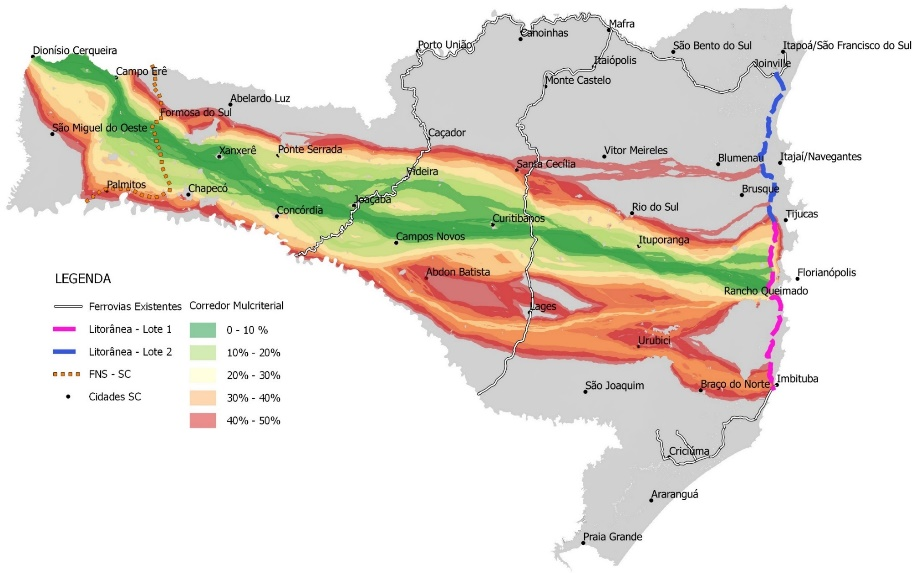 Canoinhas
Mafra
Dionísio Cerqueira
Porto União
São Bento do Sul
Itapoá/São Francisco do Sul
Itaiópolis
Joinville
Campo Erê
Monte Castelo
Abelardo Luz
Formosa do Sul
São Miguel do Oeste
Caçador
Xanxerê
Ponte Serrada
Vitor Meireles
Blumenau
Itajaí/Navegantes
Santa Cecília
Videira
Palmitos
Chapecó
Brusque
Joaçaba
Concórdia
Rio do Sul
Tijucas
Curitibanos
Campos Novos
Ituporanga
Abdon Batista
Florianópolis
Rancho Queimado
Lages
Urubici
São Joaquim
Braço do Norte
Imbituba
Criciúma
Araranguá
Praia Grande
LEGENDA
Ferrovias Existentes
Litorânea - Lote 1
Litorânea - Lote 2
FNS - SC
Cidades SC
Corredor Mulcriterial
0 - 10 %
10% - 20%
20% - 30%
30% - 40%
40% - 50%